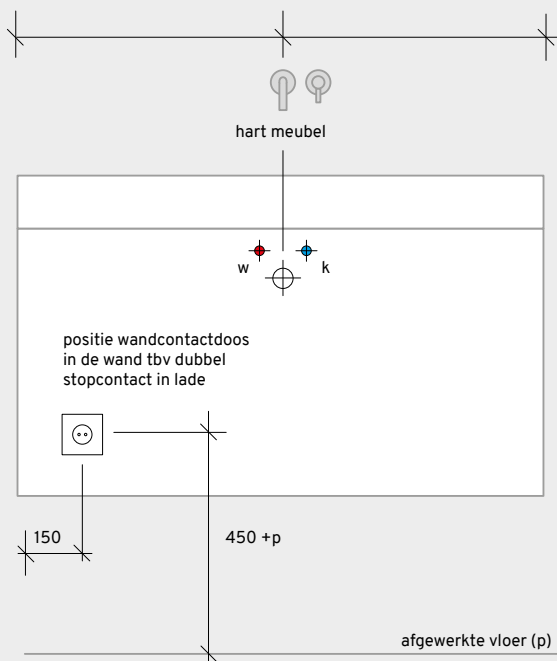 hart meubel
w
k
positie wandcontactdoos
in de wand tbv dubbel
stopcontact in lade
150
450 +p
afgewerkte vloer (p)